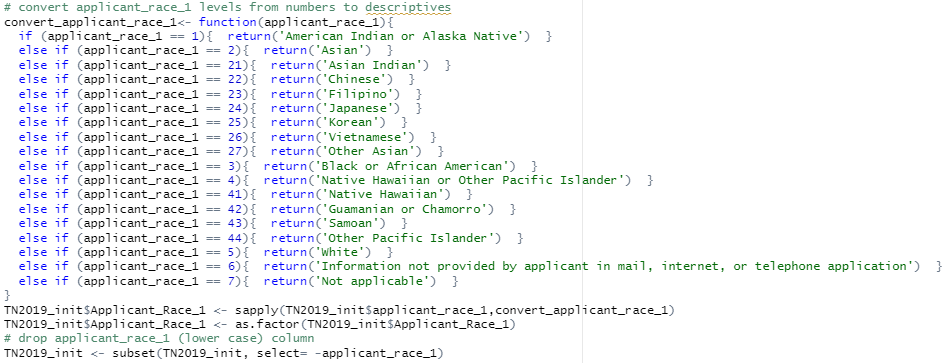 # convert applicant_race_1 levels from numbers to descriptives
convert_applicant_race_1<- function(applicant_race_1){
  if (applicant_race_1 == 1){  return('American Indian or Alaska Native')  }
  else if (applicant_race_1 == 2){  return('Asian')  }
  else if (applicant_race_1 == 21){  return('Asian Indian')  }
  else if (applicant_race_1 == 22){  return('Chinese')  }
  else if (applicant_race_1 == 23){  return('Filipino')  }
  else if (applicant_race_1 == 24){  return('Japanese')  }
  else if (applicant_race_1 == 25){  return('Korean')  }
  else if (applicant_race_1 == 26){  return('Vietnamese')  }
  else if (applicant_race_1 == 27){  return('Other Asian')  }
  else if (applicant_race_1 == 3){  return('Black or African American')  }
  else if (applicant_race_1 == 4){  return('Native Hawaiian or Other Pacific Islander')  }
  else if (applicant_race_1 == 41){  return('Native Hawaiian')  }
  else if (applicant_race_1 == 42){  return('Guamanian or Chamorro')  }
  else if (applicant_race_1 == 43){  return('Samoan')  }
  else if (applicant_race_1 == 44){  return('Other Pacific Islander')  }
  else if (applicant_race_1 == 5){  return('White')  }
  else if (applicant_race_1 == 6){  return('Information not provided by applicant in mail, internet, or telephone application')  }
  else if (applicant_race_1 == 7){  return('Not applicable')  }
}
TN2019_init$Applicant_Race_1 <- sapply(TN2019_init$applicant_race_1,convert_applicant_race_1)
TN2019_init$Applicant_Race_1 <- as.factor(TN2019_init$Applicant_Race_1)
# drop applicant_race_1 (lower case) column
TN2019_init <- subset(TN2019_init, select= -applicant_race_1)